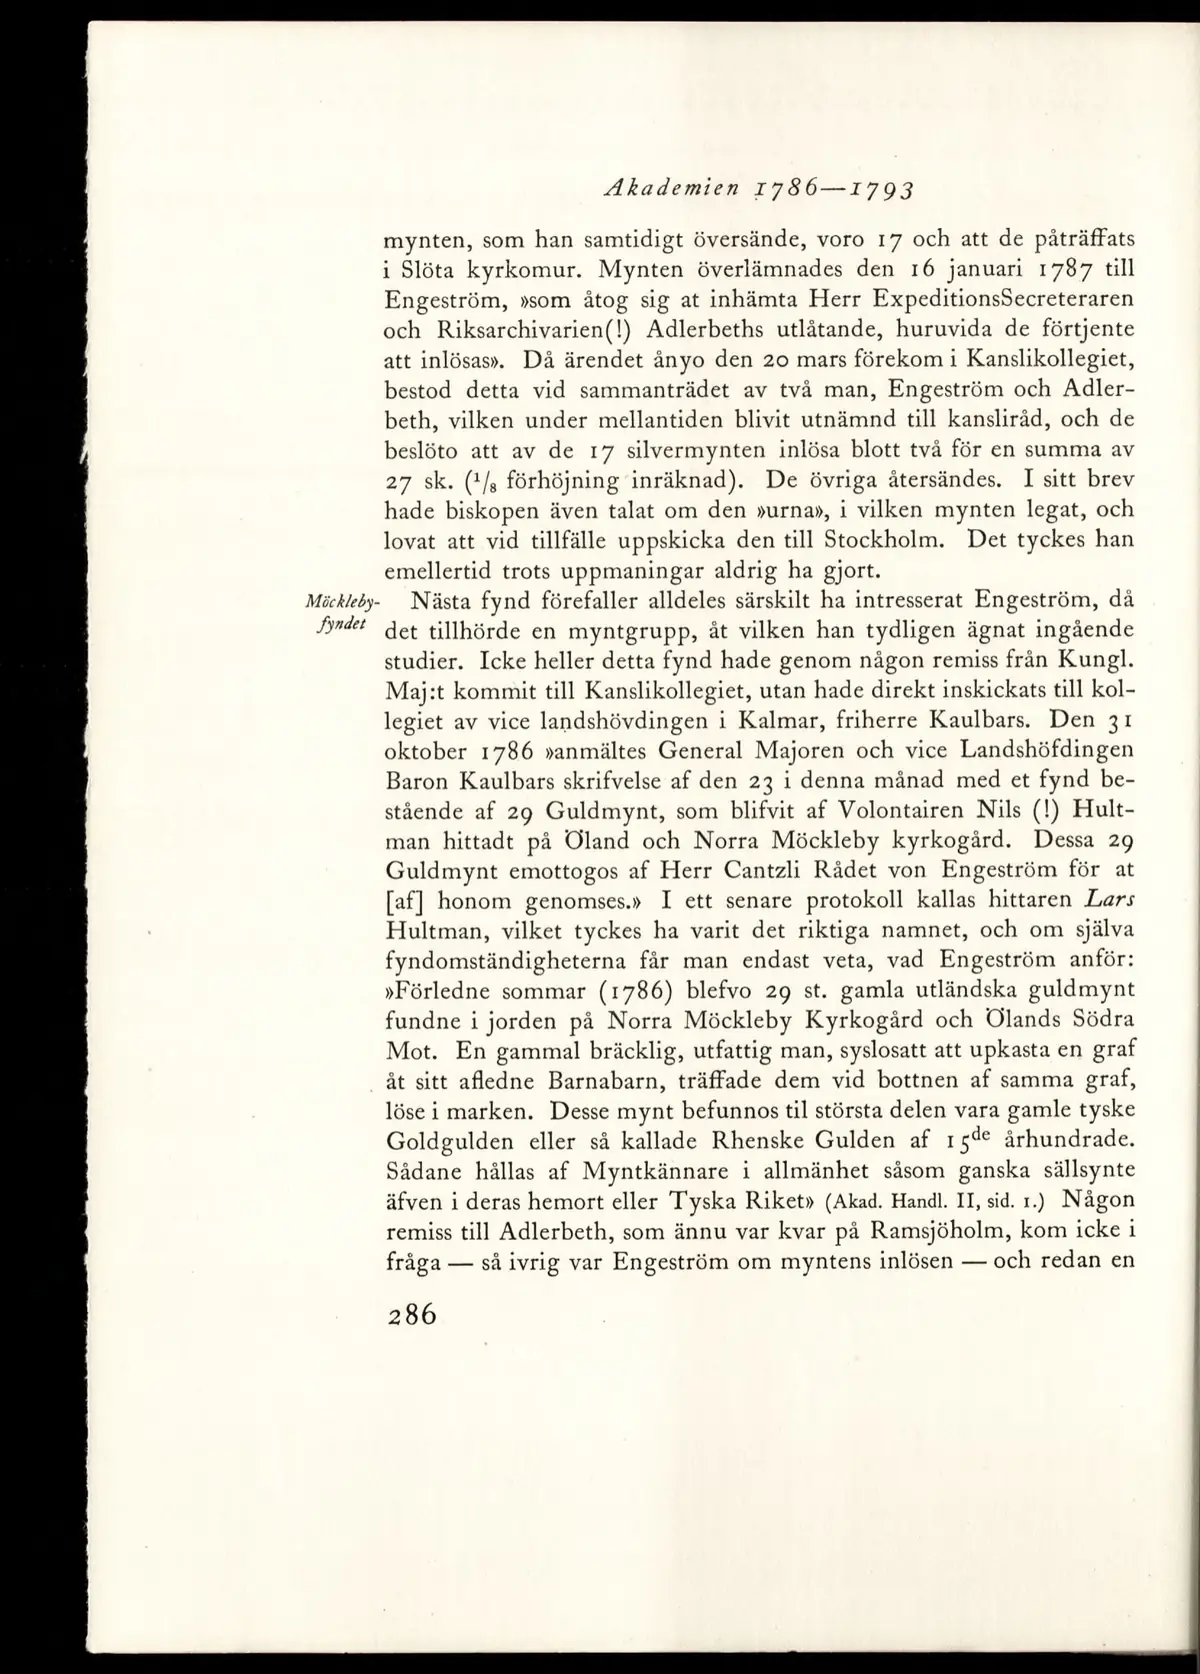 Akademien 1786—1793
mynten, som han samtidigt översände, voro 17 och att de påträffats
i Slöta kyrkomur. Mynten överlämnades den 16 januari 1787 till
Engeström, »som åtog sig at inhämta Herr ExpeditionsSecreteraren
och Riksarchivarien(!) Adlerbeths utlåtande, huruvida de förtjente
att inlösas». Då ärendet ånyo den 20 mars förekom i Kanslikollegiet,
bestod detta vid sammanträdet av två man, Engeström och Adler-
beth, vilken under mellantiden blivit utnämnd till kansliråd, och de
beslöto att av de 17 silvermynten inlösa blott två för en summa av
27 sk. (¹/₈ förhöjning inräknad). De övriga återsändes. I sitt brev
hade biskopen även talat om den »urna», i vilken mynten legat, och
lovat att vid tillfälle uppskicka den till Stockholm. Det tyckes han
emellertid trots uppmaningar aldrig ha gjort.
Möckleby-
fyndet
Nästa fynd förefaller alldeles särskilt ha intresserat Engeström, då
det tillhörde en myntgrupp, åt vilken han tydligen ägnat ingående
studier. Icke heller detta fynd hade genom någon remiss från Kungl.
Maj:t kommit till Kanslikollegiet, utan hade direkt inskickats till kol-
legiet av vice landshövdingen i Kalmar, friherre Kaulbars. Den 31
oktober 1786 »anmältes General Majoren och vice Landshöfdingen
Baron Kaulbars skrifvelse af den 23 i denna månad med et fynd be-
stående af 29 Guldmynt, som blifvit af Volontairen Nils (!) Hult-
man hittadt på Öland och Norra Möckleby kyrkogård. Dessa 29
Guldmynt emottogos af Herr Cantzli Rådet von Engeström för at
[af] honom genomses.» I ett senare protokoll kallas hittaren Lars
Hultman, vilket tyckes ha varit det riktiga namnet, och om själva
fyndomständigheterna får man endast veta, vad Engeström anför:
»Förledne sommar (1786) blefvo 29 st. gamla utländska guldmynt
fundne i jorden på Norra Möckleby Kyrkogård och Ölands Södra
Mot. En gammal bräcklig, utfattig man, syslosatt att upkasta en graf
åt sitt afledne Barnabarn, träffade dem vid bottnen af samma graf,
löse i marken. Desse mynt befunnos til största delen vara gamle tyske
Goldgulden eller så kallade Rhenske Gulden af 15de århundrade.
Sådane hållas af Myntkännare i allmänhet såsom ganska sällsynte
äfven i deras hemort eller Tyska Riket» (Akad. Handl. II, sid. 1.) Någon
remiss till Adlerbeth, som ännu var kvar på Ramsjöholm, kom icke i
fråga — så ivrig var Engeström om myntens inlösen — och redan en
286